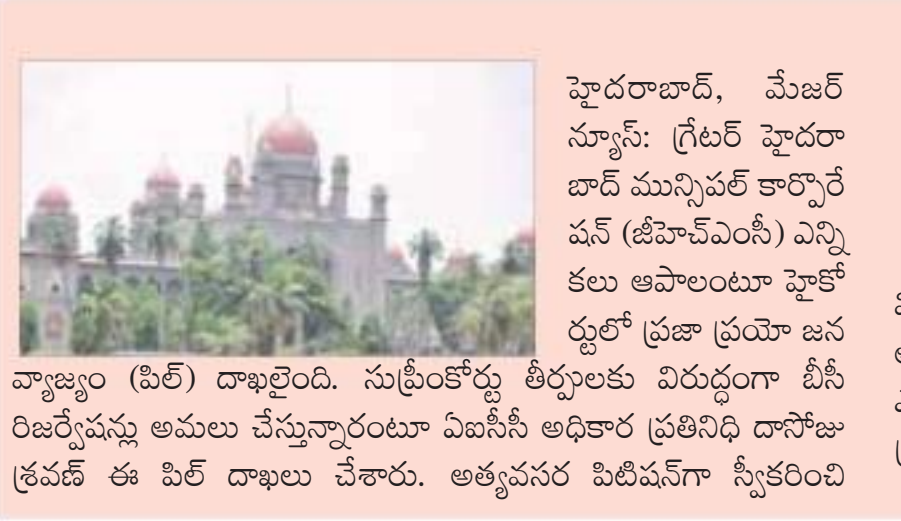 హైదరాబాద్, మేజర్
న్యూస్: గ్రేటర్ హైదరా
బాద్ మున్సిపల్ కార్పొరే
షన్ (జీహెచ్ఎంసీ) ఎన్ని
కలు ఆపాలంటూ హైకో
ర్టులో ప్రజా ప్రయో జన
వ్యాజ్యం (పిల్) దాఖలైంది. సుప్రీంకోర్టు తీర్పులకు విరుద్ధంగా బీసీ
రిజర్వేషన్లు అమలు చేస్తున్నారంటూ ఏఐసీసీ అధికార ప్రతినిధి దాసోజు
శ్రవణ్ ఈ పిల్ దాఖలు చేశారు. అత్యవసర పిటిషన్‌గా స్వీకరించి